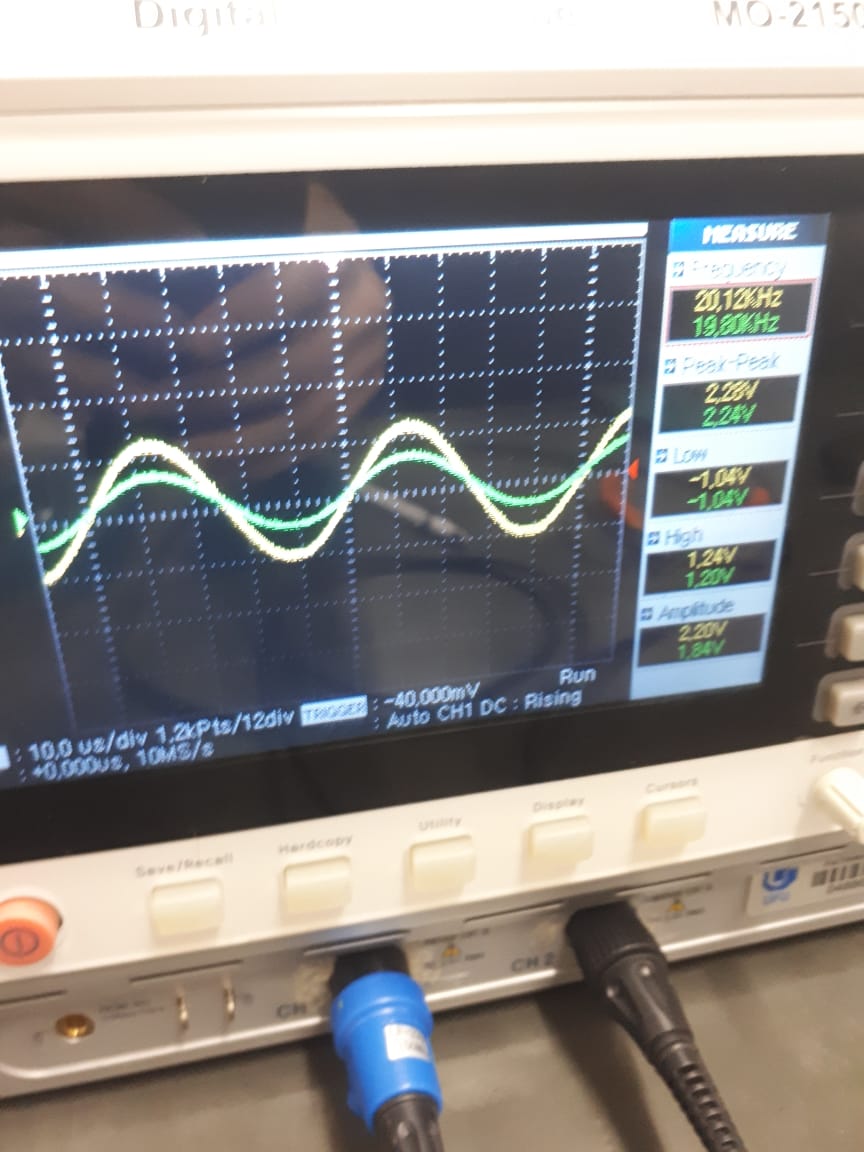 Digital
MO-2150
MEASURE
Frequency
20,12KHz
19,80KHz
Peak-Peak
2,28V
2,24V
Low
-1,04V
-1,04V
High
1,24V
1,20V
Amplitude
2,20V
1,84V
Run
: 10,0 us/div 1,2kPts/12div TRIGGER : -40,000mV
: +0,000us, 10MS/s : Auto CH1 DC : Rising
Save/Recall
Hardcopy
Utility
Display
Cursors
CH
CH 2
UFG